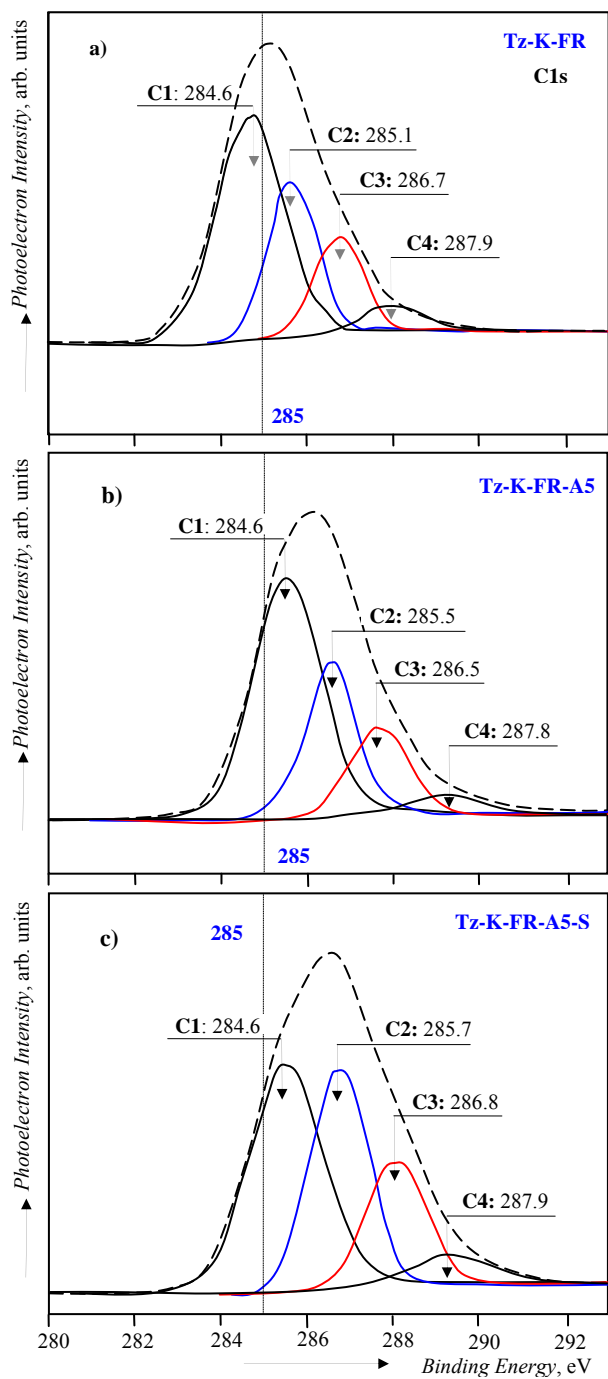 a)
Tz-K-FR
C1s
C1: 284.6
C2: 285.1
C3: 286.7
C4: 287.9
Photoelectron Intensity, arb. units
285
b)
Tz-K-FR-A5
C1: 284.6
C2: 285.5
C3: 286.5
C4: 287.8
Photoelectron Intensity, arb. units
285
c)
285
Tz-K-FR-A5-S
C1: 284.6
C2: 285.7
C3: 286.8
C4: 287.9
Photoelectron Intensity, arb. units
280 282 284 286 288 290 292
Binding Energy, eV